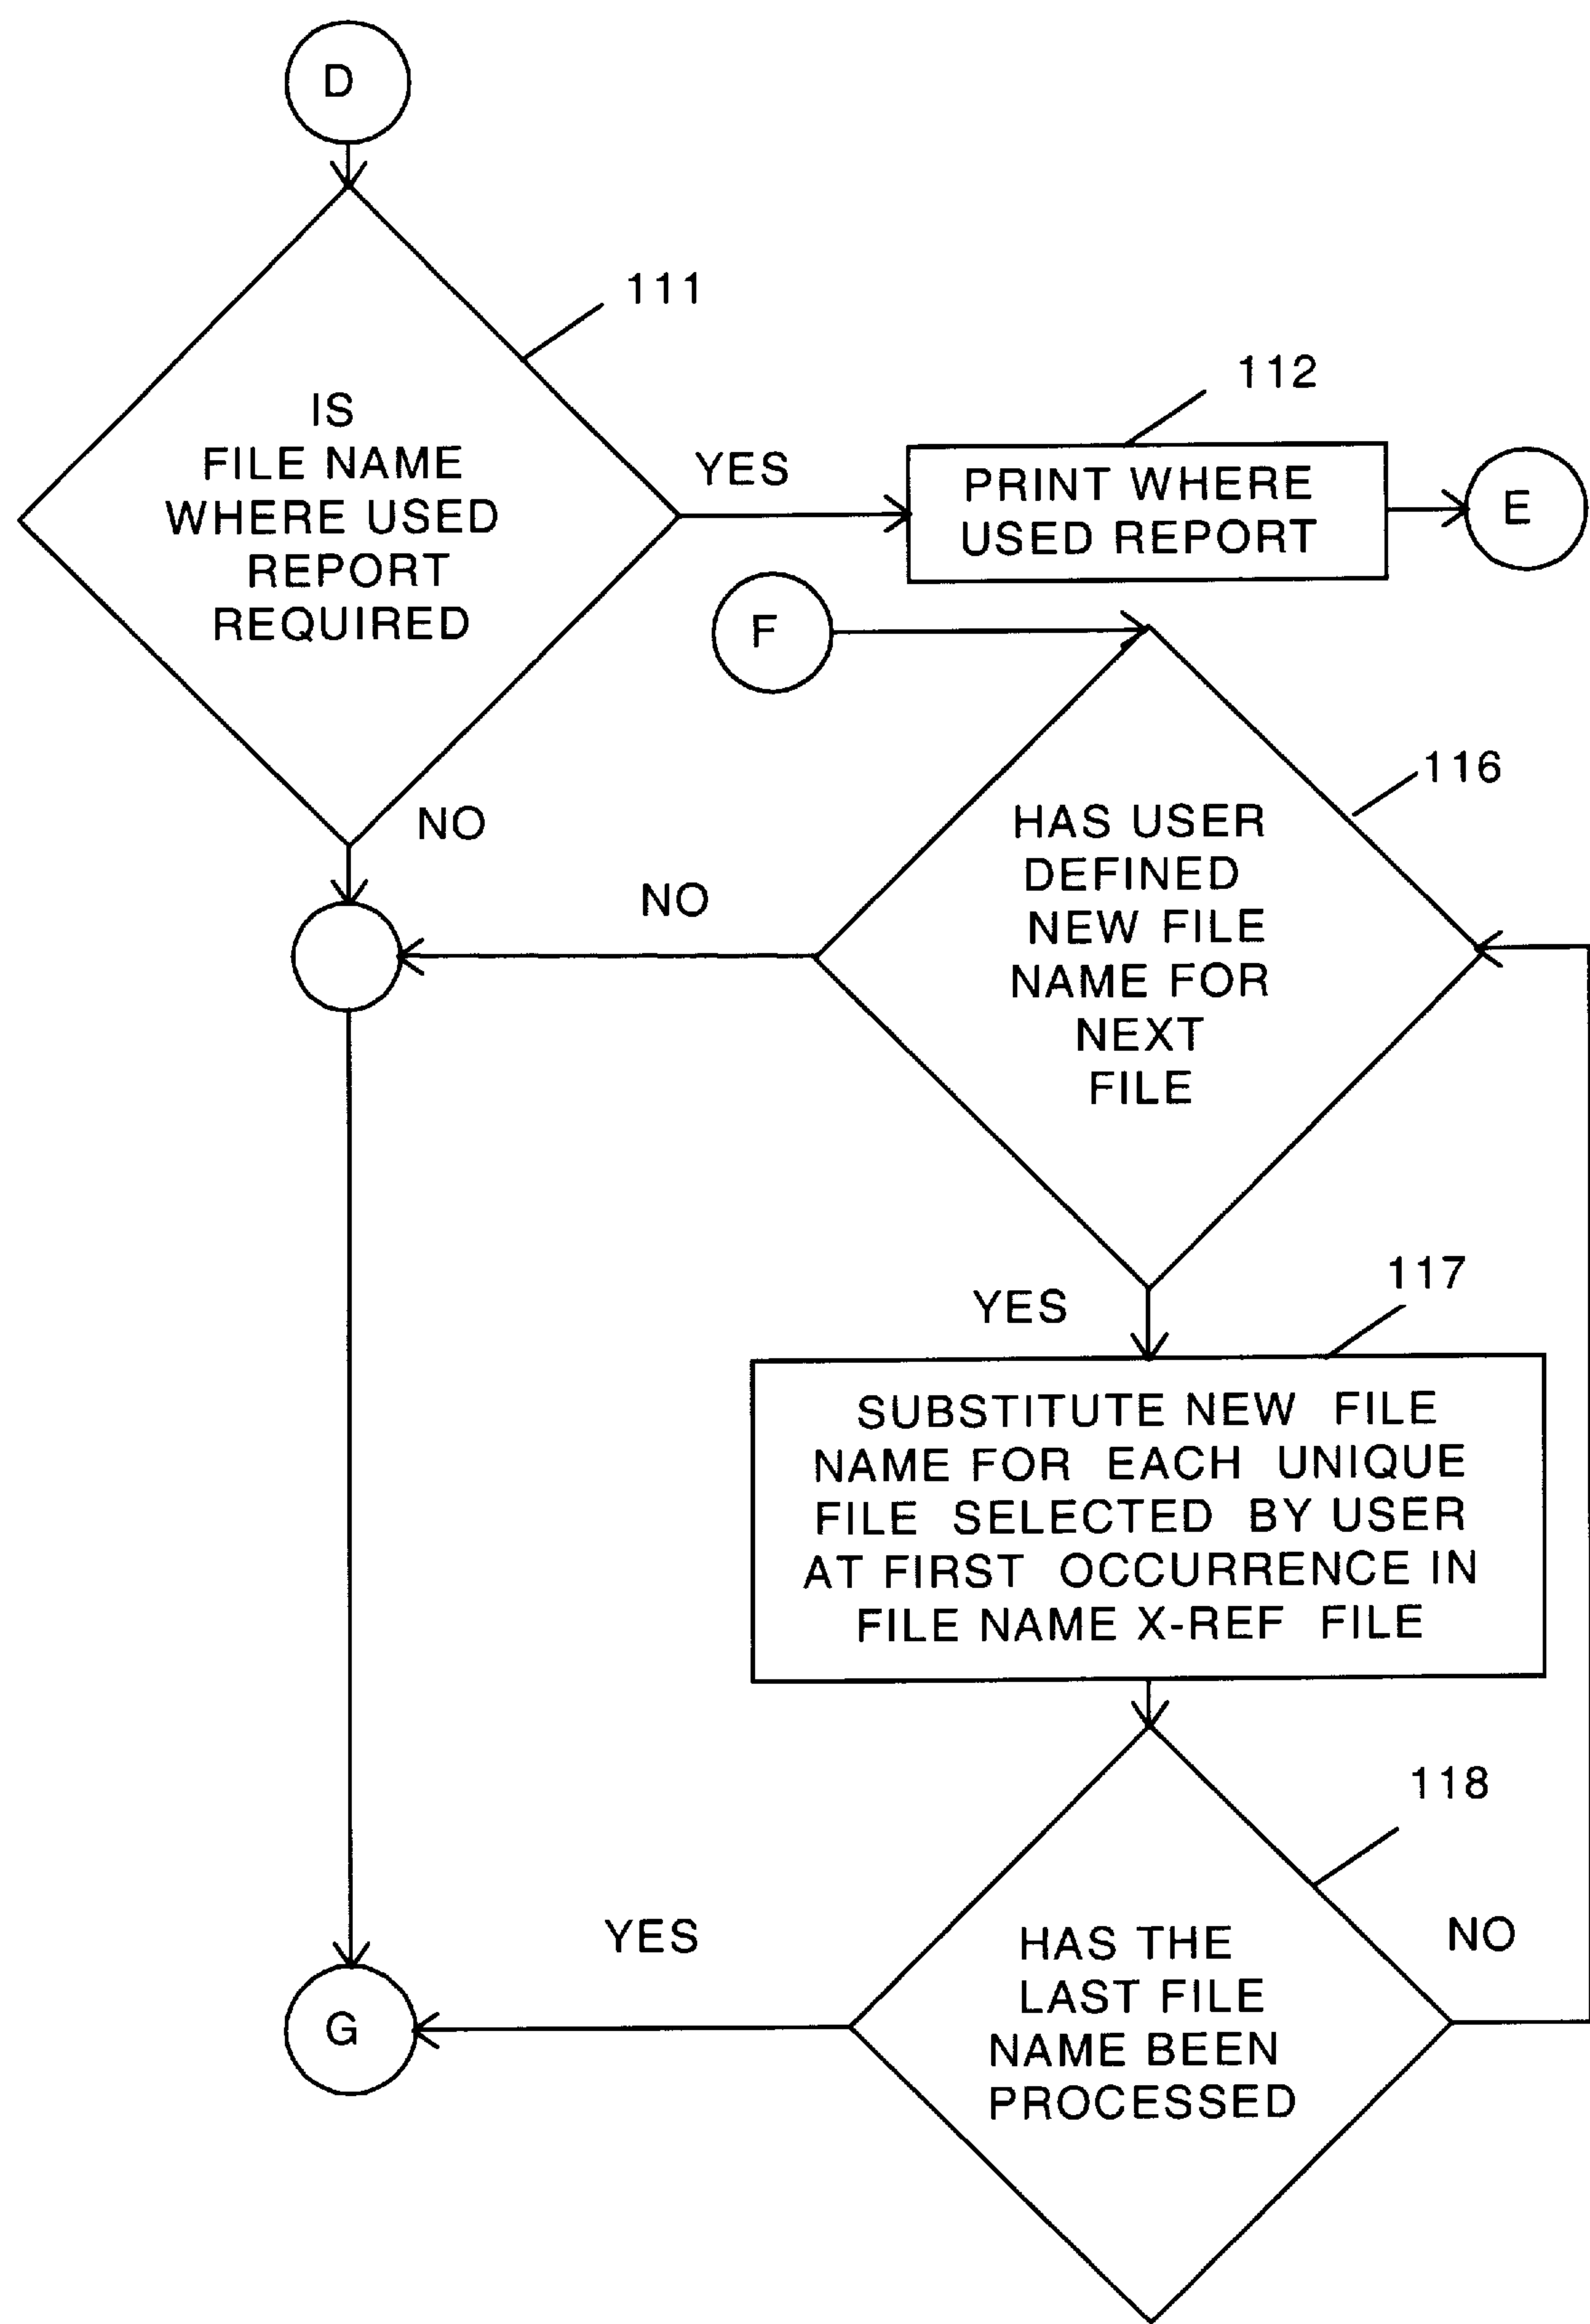 D
111
IS
FILE NAME
WHERE USED
REPORT
REQUIRED
YES
112
PRINT WHERE
USED REPORT
E
F
NO
116
HAS USER
DEFINED
NEW FILE
NAME FOR
NEXT
FILE
NO
YES
117
SUBSTITUTE NEW FILE
NAME FOR EACH UNIQUE
FILE SELECTED BY USER
AT FIRST OCCURRENCE IN
FILE NAME X-REF FILE
118
HAS THE
LAST FILE
NAME BEEN
PROCESSED
YES
NO
G